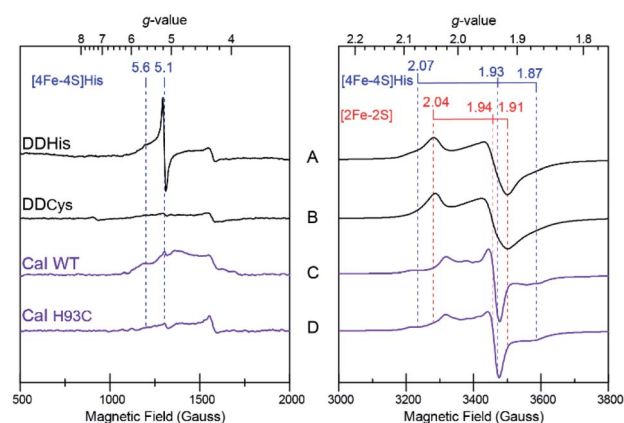 g-value
g-value
8 7 6 5 4
2.2 2.1 2.0 1.9 1.8
[4Fe-4S]His
5.6 5.1
[4Fe-4S]His
2.07 1.93 1.87
[2Fe-2S]
2.04 1.94 1.91
DDHis
A
DDCys
B
CaI WT
C
CaI H93C
D
500 1000 1500 2000
3000 3200 3400 3600 3800
Magnetic Field (Gauss)
Magnetic Field (Gauss)